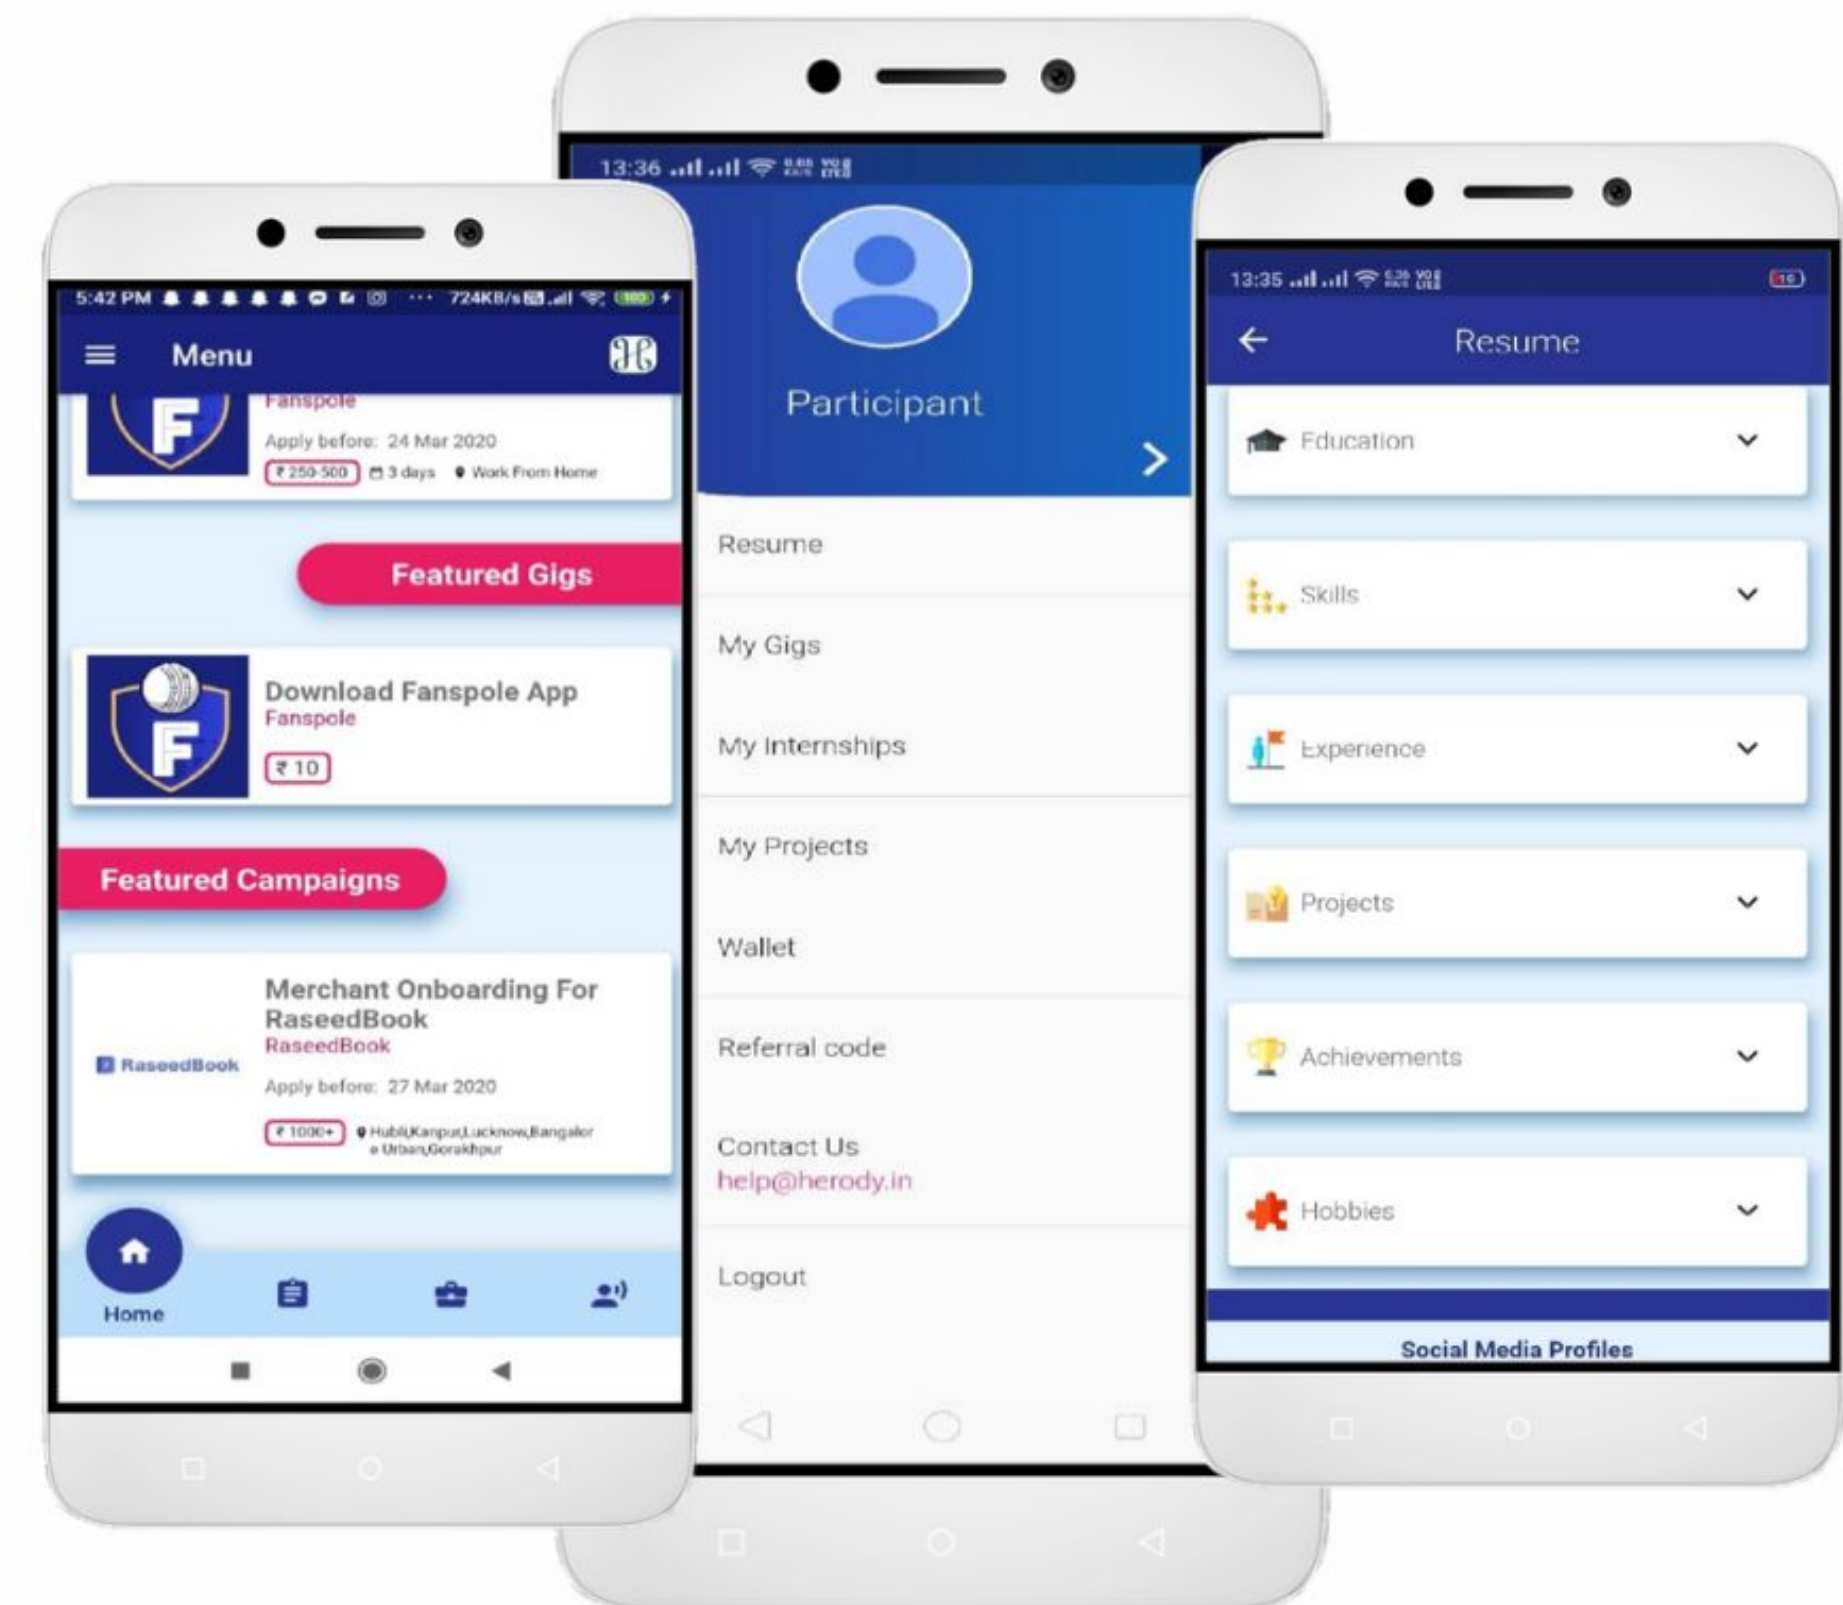 5:42 PM
724KB/s
100
Menu
F
Fanspole
Apply before: 24 Mar 2020
₹ 250-500 3 days Work From Home
Featured Gigs
F
Download Fanspole App
Fanspole
₹ 10
Featured Campaigns
Merchant Onboarding For
RaseedBook
RaseedBook
RaseedBook
Apply before: 27 Mar 2020
₹ 1000+ Hubli,Kanpur,Lucknow,Bangalor
e Urban,Gorakhpur
Home
13:36
Participant
Resume
My Gigs
My Internships
My Projects
Wallet
Referral code
Contact Us
help@herody.in
Logout
13:35
10
Resume
Education
Skills
Experience
Projects
Achievements
Hobbies
Social Media Profiles